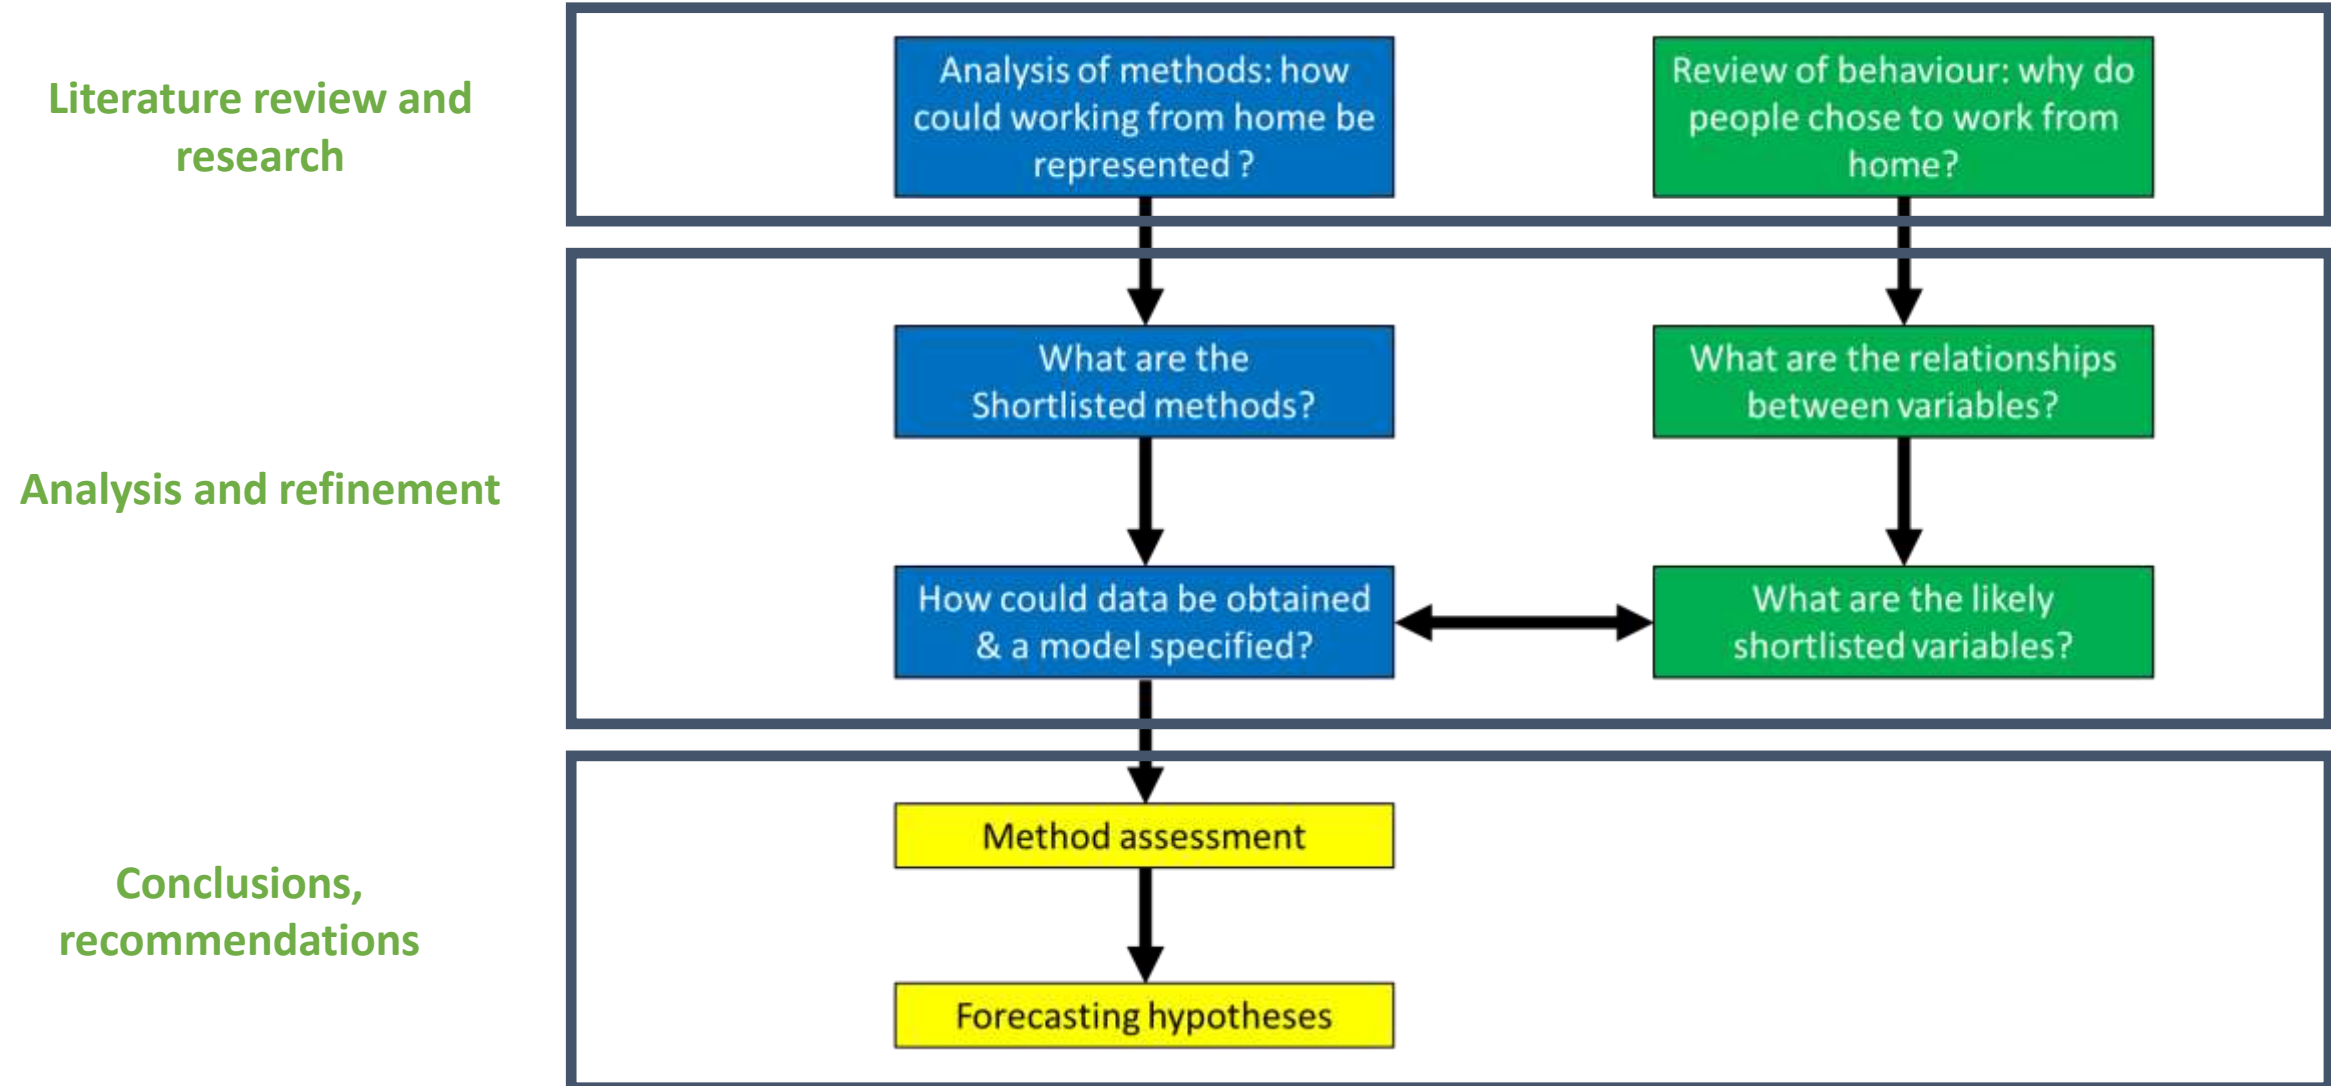 Literature review and
research
Analysis of methods: how
could working from home be
represented ?
Review of behaviour: why do
people chose to work from
home?
Analysis and refinement
What are the
Shortlisted methods?
What are the relationships
between variables?
How could data be obtained
& a model specified?
What are the likely
shortlisted variables?
Conclusions,
recommendations
Method assessment
Forecasting hypotheses